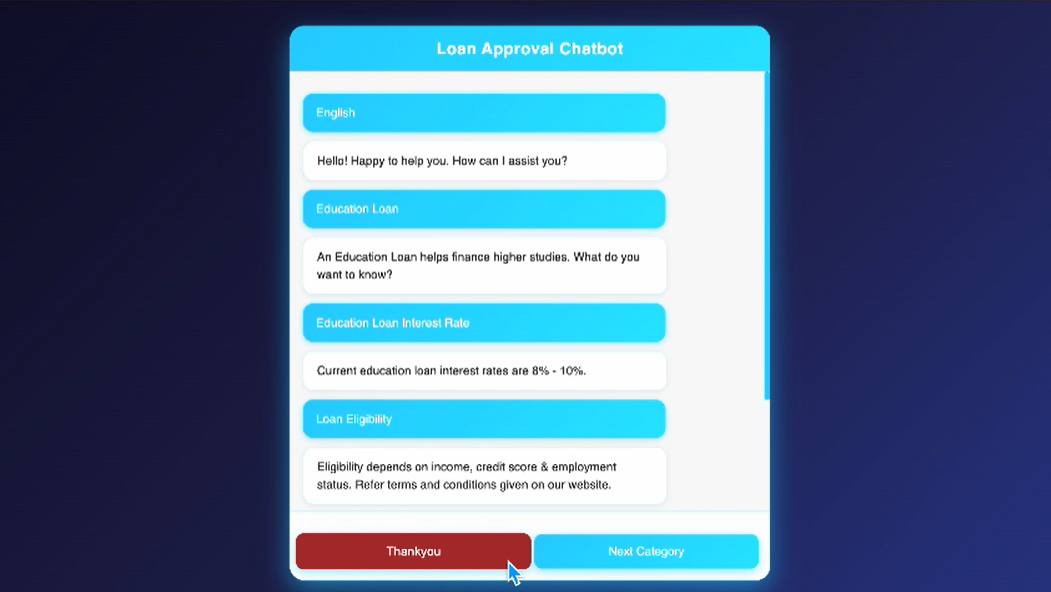 Loan Approval Chatbot
English
Hello! Happy to help you. How can I assist you?
Education Loan
An Education Loan helps finance higher studies. What do you
want to know?
Education Loan Interest Rate
Current education loan interest rates are 8% - 10%.
Loan Eligibility
Eligibility depends on income, credit score & employment
status. Refer terms and conditions given on our website.
Thankyou
Next Category